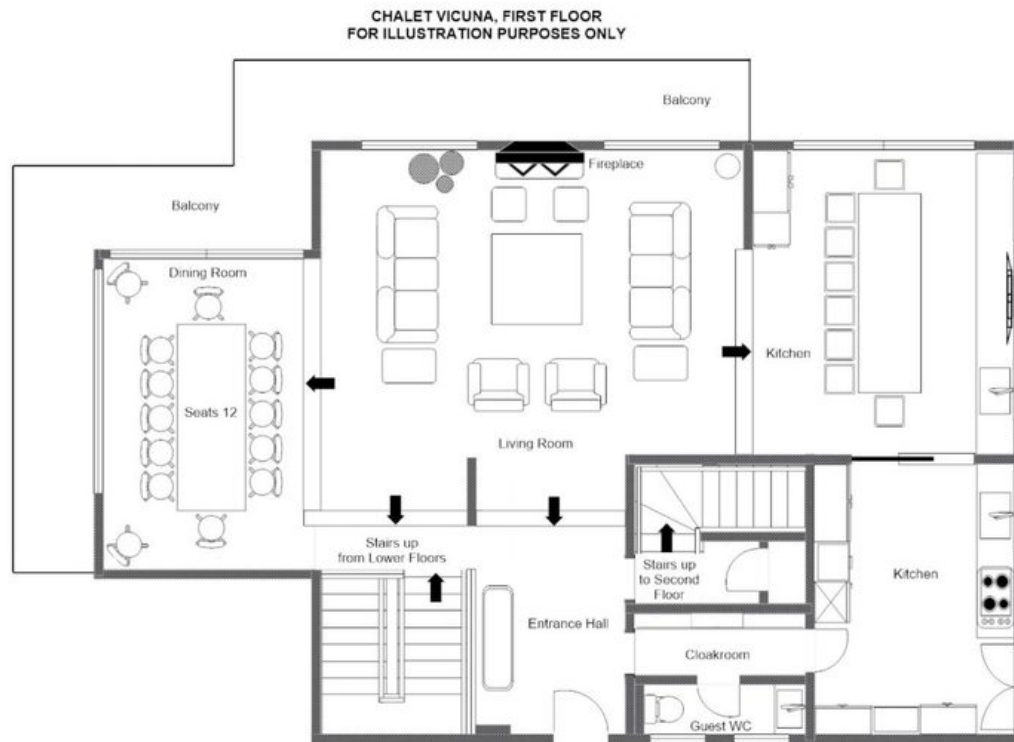 CHALET VICUNA, FIRST FLOOR
FOR ILLUSTRATION PURPOSES ONLY
Balcony
Fireplace
Balcony
Dining Room
Kitchen
Seats 12
Living Room
Stairs up
from Lower Floors
Stairs up
to Second
Floor
Kitchen
Entrance Hall
Cloakroom
Guest WC